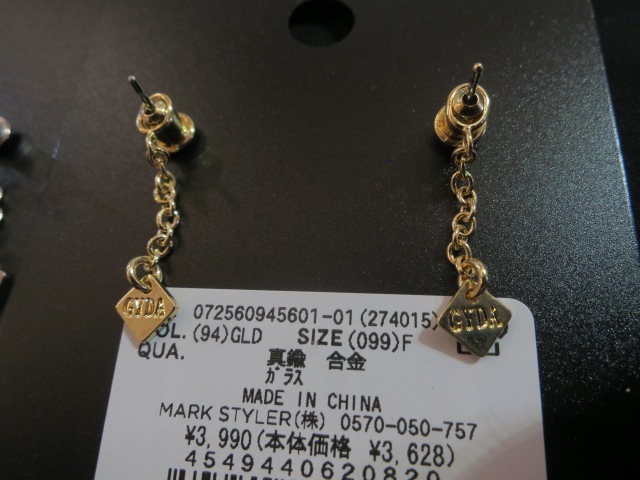 GYDA
GYDA
072560945601-01(274015)
COL. (94)GLD SIZE(099)F
QUA. 真鍮 合金
ガラス
MADE IN CHINA
MARK STYLER(株) 0570-050-757
¥3,990(本体価格 ¥3,628)
4549440620820